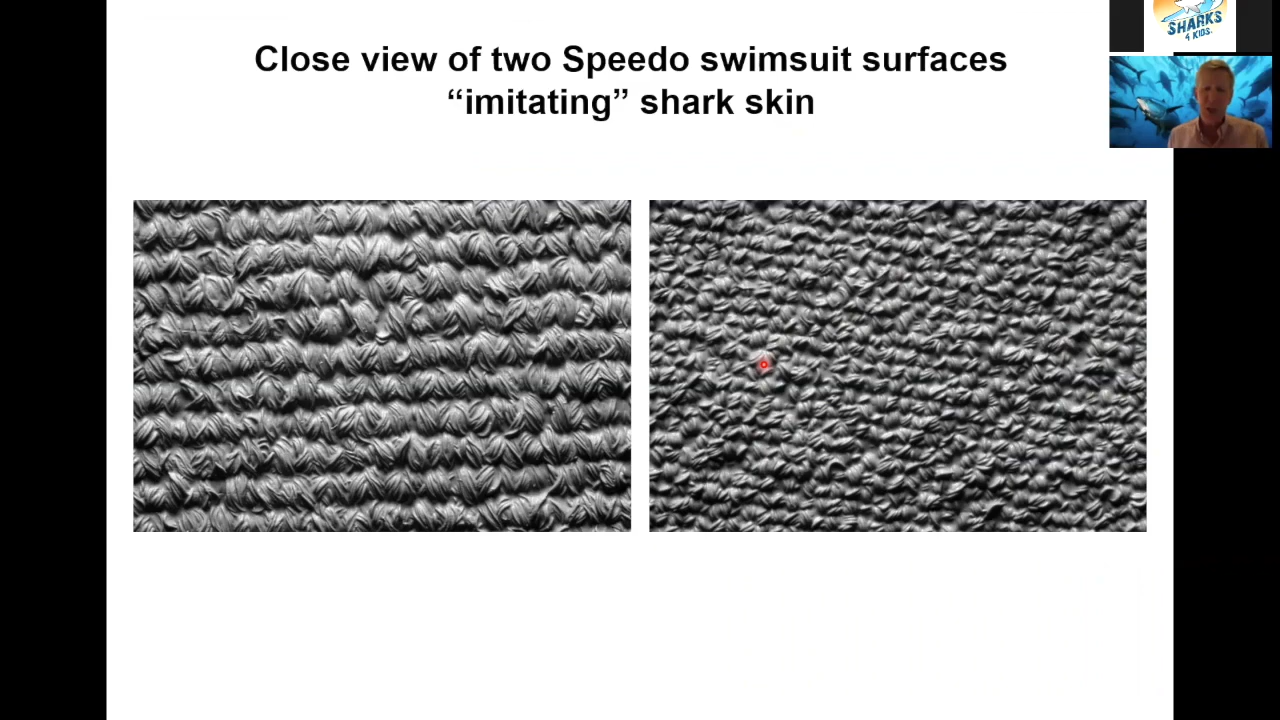 Close view of two Speedo swimsuit surfaces
“imitating” shark skin
SHARKS
4 KIDS.